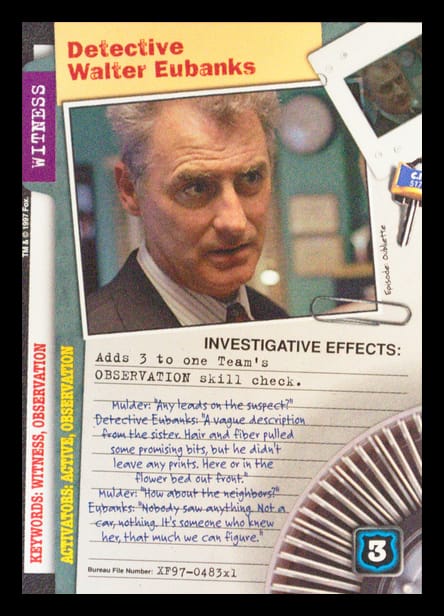 Detective
Walter Eubanks
WITNESS
TM & © 1997 Fox.
Episode: Oubliette
INVESTIGATIVE EFFECTS:
Adds 3 to one Team's
OBSERVATION skill check.
Mulder: "Any leads on the suspect?"
Detective Eubanks: "A vague description
from the sister. Hair and fiber pulled
some promising bits, but he didn't
leave any prints. Here or in the
flower bed out front."
Mulder: "How about the neighbors?"
Eubanks: "Nobody saw anything. Not a
car, nothing. It's someone who knew
her, that much we can figure."
KEYWORDS: WITNESS, OBSERVATION
ACTIVATORS: ACTIVE, OBSERVATION
Bureau File Number: XF97-0483x1
3